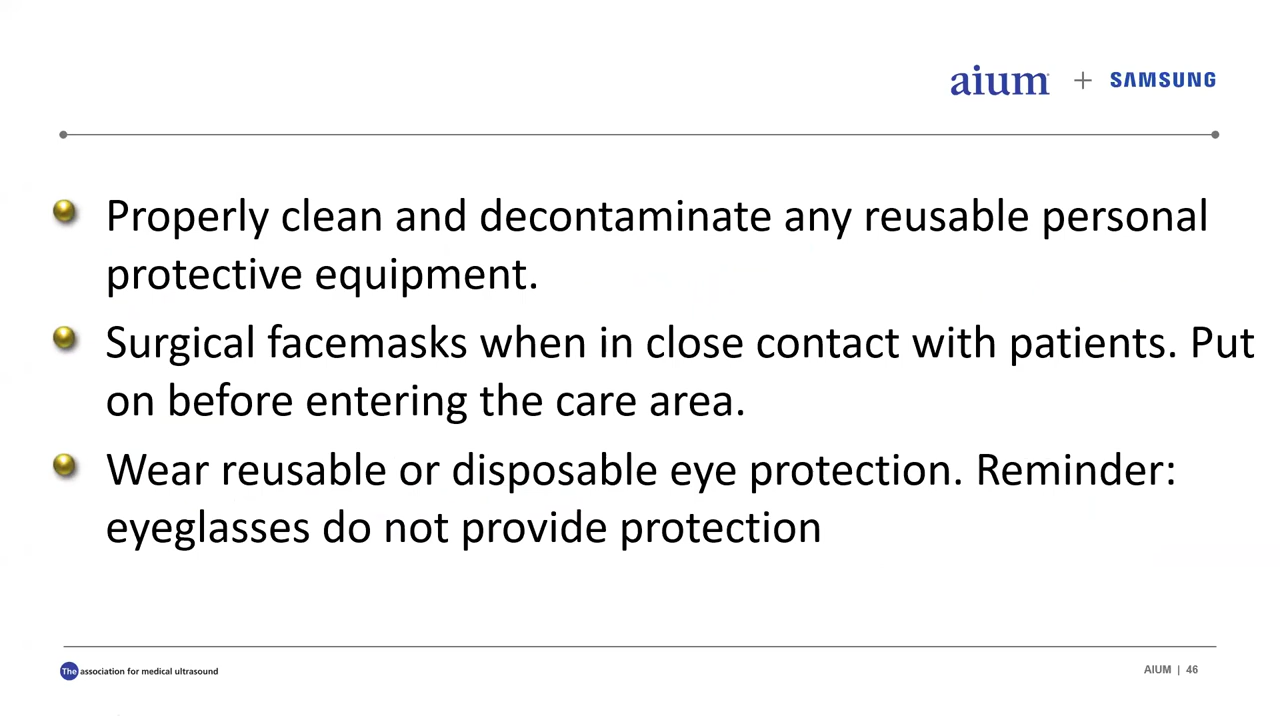 aium + SAMSUNG
Properly clean and decontaminate any reusable personal
protective equipment.
Surgical facemasks when in close contact with patients. Put
on before entering the care area.
Wear reusable or disposable eye protection. Reminder:
eyeglasses do not provide protection
The association for medical ultrasound
AIUM | 46